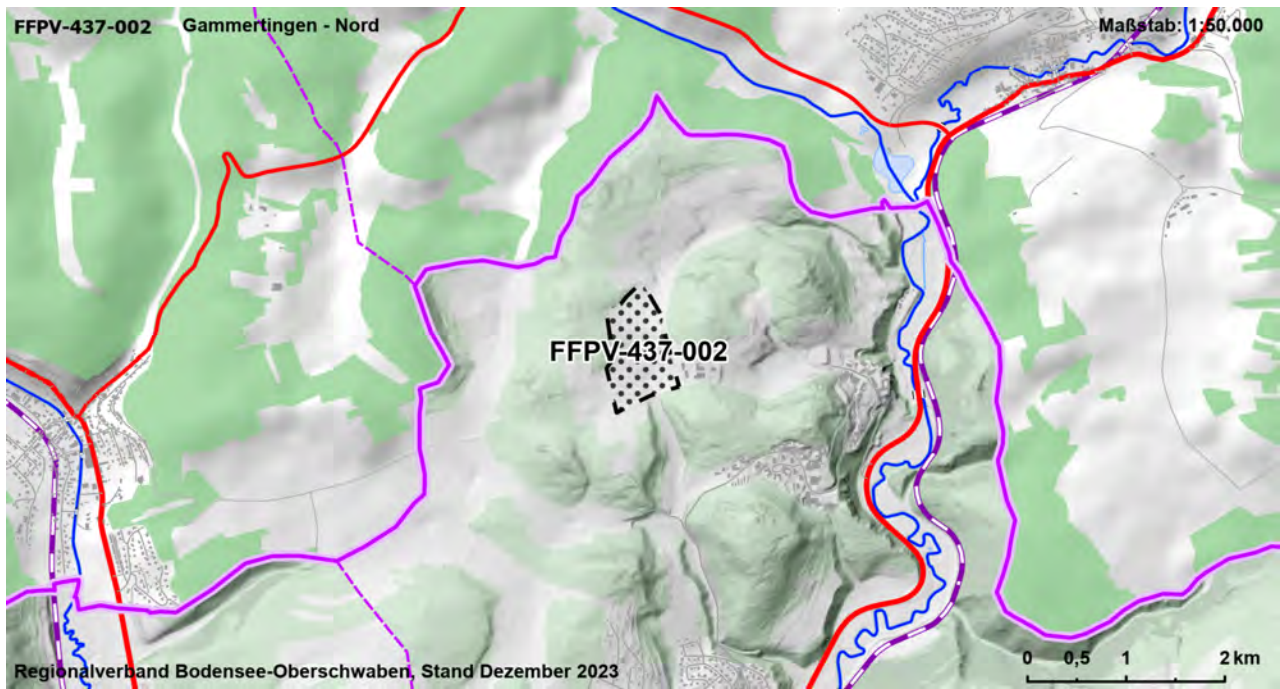 FFPV-437-002 Gammertingen - Nord Maßstab: 1:50.000
FFPV-437-002
Regionalverband Bodensee-Oberschwaben, Stand Dezember 2023
0 0,5 1 2 km